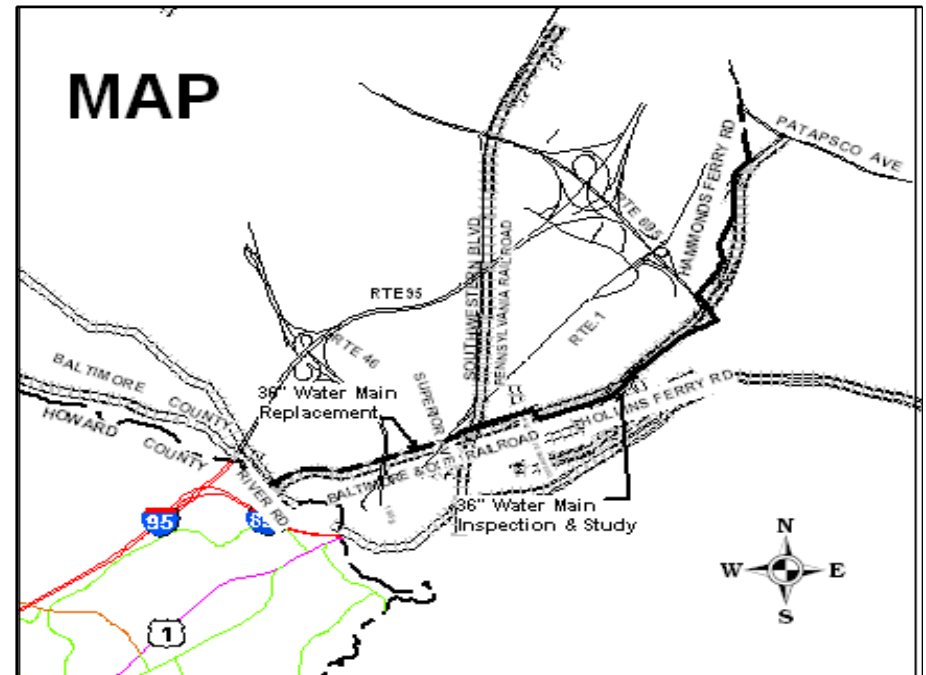 MAP
PATAPSCO AVE
HAMMONDS FERRY RD
RTE 695
SOUTHWESTERN BLVD
PENNSYLVANIA RAILROAD
RTE 95
RTE 46
RTE.1
SUPERIOR
BALTIMORE
COUNTY
HOWARD
COUNTY
36" Water Main
Replacement
HOLLINS FERRY RD
BALTIMORE &
RAILROAD
RIVER RD
36" Water Main
Inspection & Study
95
1
N
W
E
S